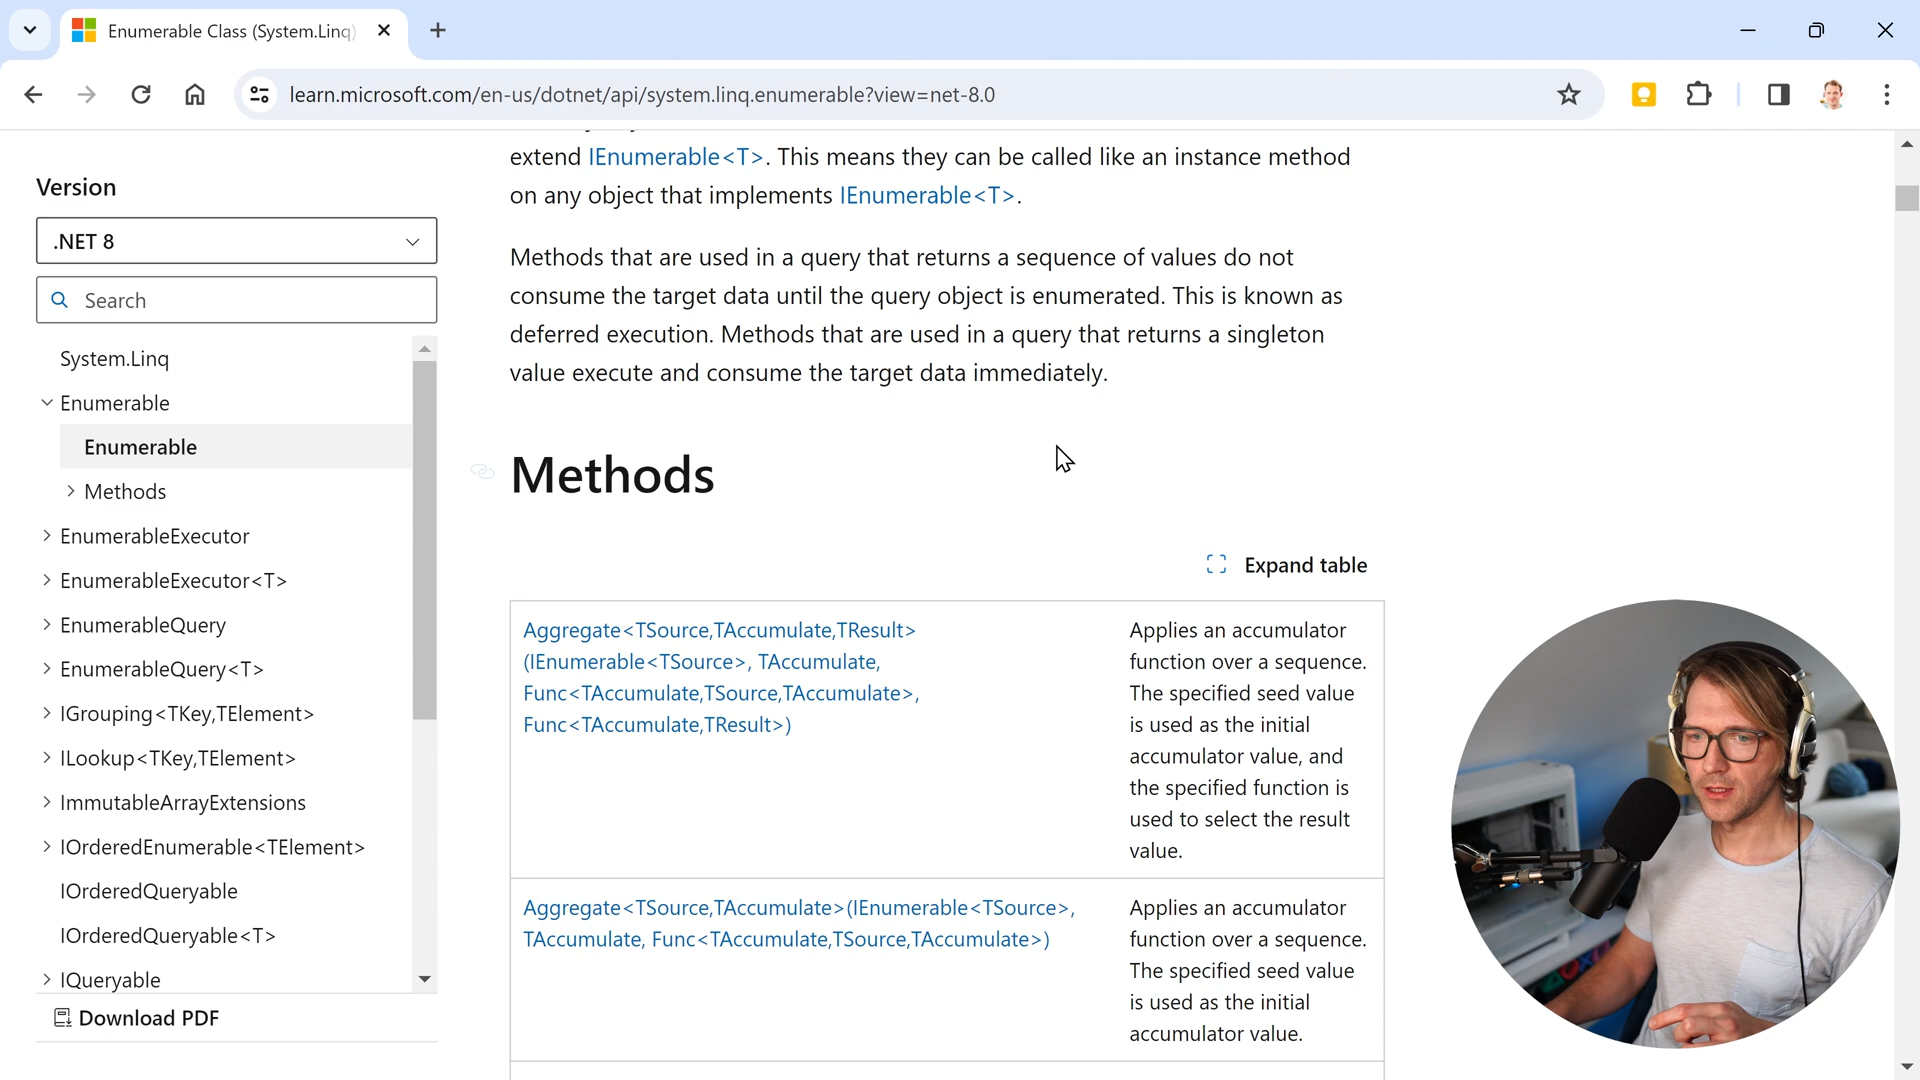 Enumerable Class (System.Linq)
learn.microsoft.com/en-us/dotnet/api/system.linq.enumerable?view=net-8.0
Version
.NET 8
Search
System.Linq
Enumerable
Enumerable
Methods
EnumerableExecutor
EnumerableExecutor<T>
EnumerableQuery
EnumerableQuery<T>
IGrouping<TKey,TElement>
ILookup<TKey,TElement>
ImmutableArrayExtensions
IOrderedEnumerable<TElement>
IOrderedQueryable
IOrderedQueryable<T>
IQueryable
Download PDF
extend IEnumerable<T>. This means they can be called like an instance method
on any object that implements IEnumerable<T>.
Methods that are used in a query that returns a sequence of values do not
consume the target data until the query object is enumerated. This is known as
deferred execution. Methods that are used in a query that returns a singleton
value execute and consume the target data immediately.
Methods
Expand table
Aggregate<TSource,TAccumulate,TResult>
(IEnumerable<TSource>, TAccumulate,
Func<TAccumulate,TSource,TAccumulate>,
Func<TAccumulate,TResult>)
Applies an accumulator
function over a sequence.
The specified seed value
is used as the initial
accumulator value, and
the specified function is
used to select the result
value.
Aggregate<TSource,TAccumulate>(IEnumerable<TSource>,
TAccumulate, Func<TAccumulate,TSource,TAccumulate>)
Applies an accumulator
function over a sequence.
The specified seed value
is used as the initial
accumulator value.